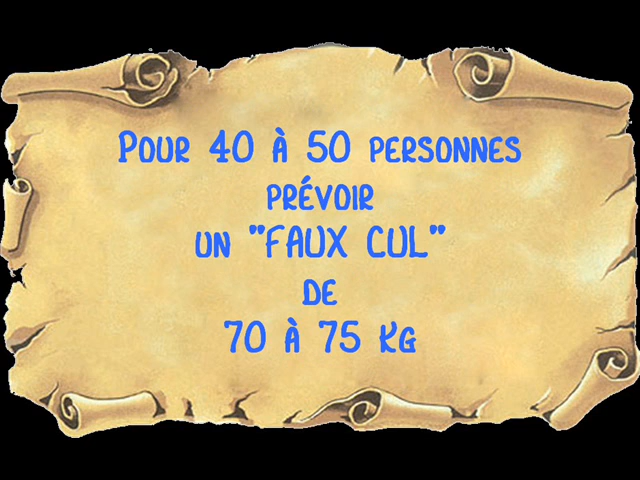 Pour 40 à 50 personnes
prévoir
un "FAUX CUL"
de
70 à 75 Kg